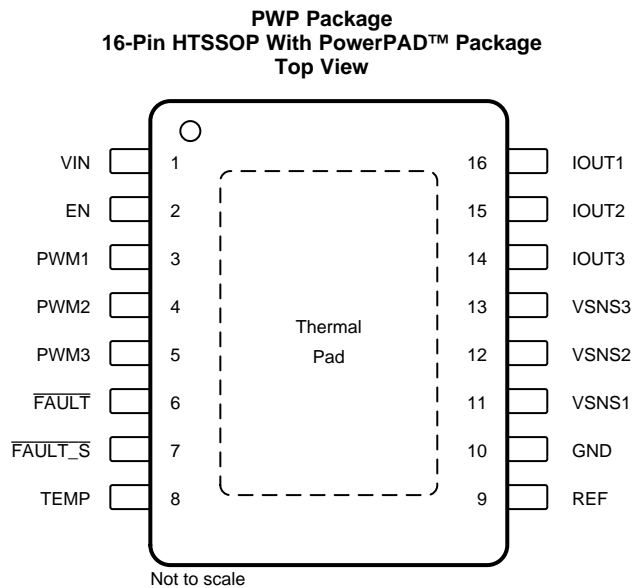 PWP Package
16-Pin HTSSOP With PowerPAD™ Package
Top View
VIN 1 16 IOUT1
EN 2 15 IOUT2
PWM1 3 14 IOUT3
PWM2 4 13 VSNS3
PWM3 5 12 VSNS2
FAULT 6 11 VSNS1
FAULT_S 7 10 GND
TEMP 8 9 REF
Thermal
Pad
Not to scale